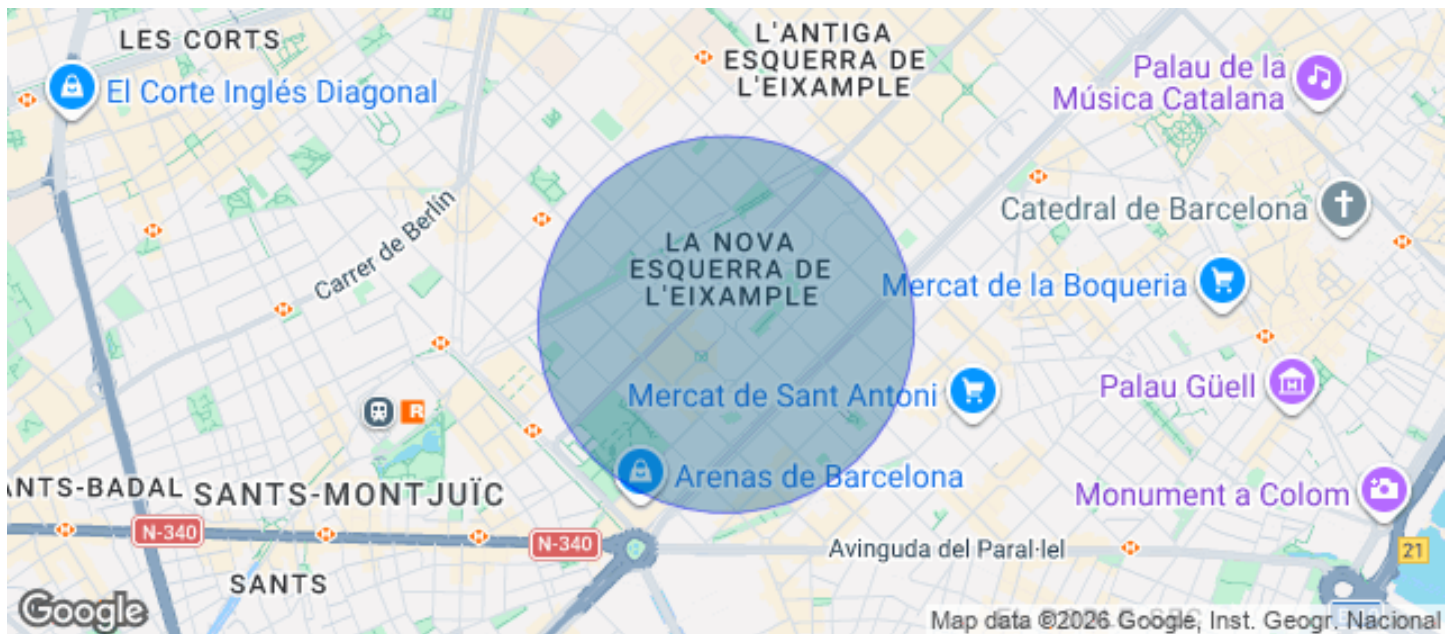 LES CORTS
El Corte Inglés Diagonal
L'ANTIGA
ESQUERRA DE
L'EIXAMPLE
Palau de la
Música Catalana
Carrer de Berlín
LA NOVA
ESQUERRA DE
L'EIXAMPLE
Catedral de Barcelona
Mercat de la Boqueria
Mercat de Sant Antoni
Palau Güell
R
Arenas de Barcelona
ANTS-BADAL
SANTS-MONTJUÏC
Monument a Colom
N-340
N-340
Avinguda del Paral·lel
21
SANTS
Google
Map data ©2026 Google, Inst. Geogr. Nacional